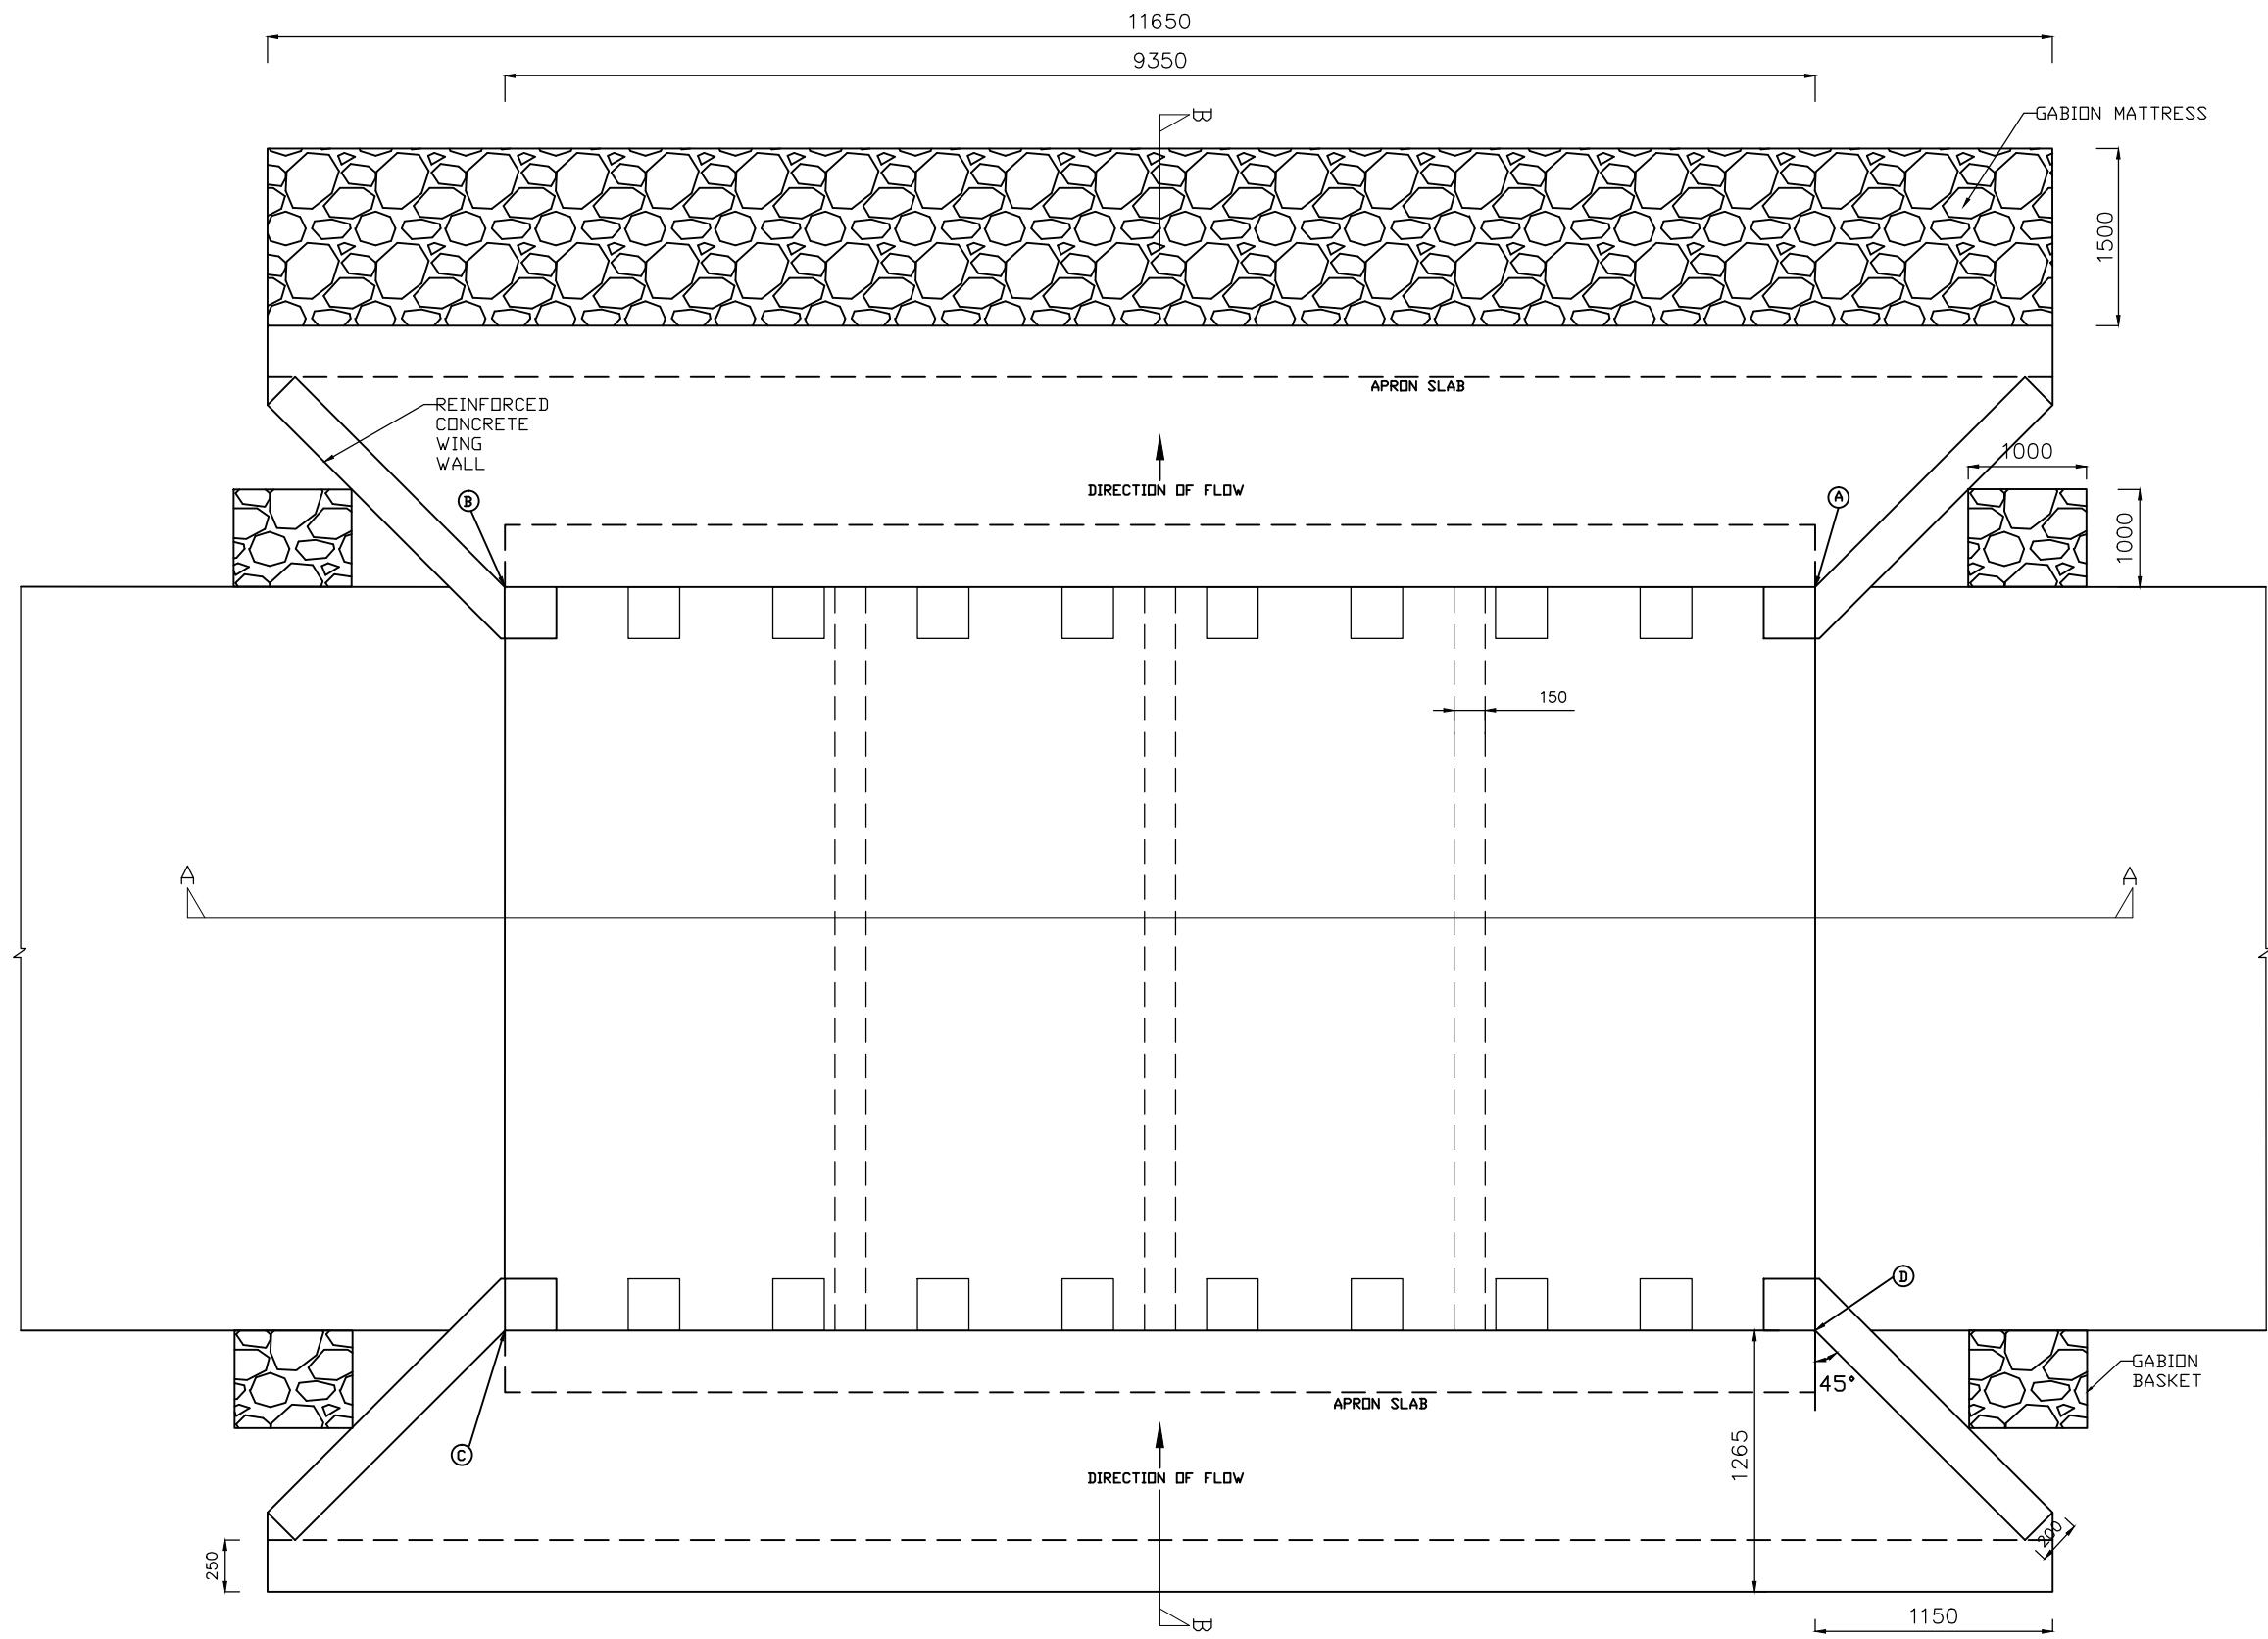 11650
9350
B
GABION MATTRESS
1500
APRON SLAB
REINFORCED
CONCRETE
WING
WALL
1000
DIRECTION OF FLOW
B
A
1000
150
A
A
D
GABION
BASKET
45°
APRON SLAB
C
1265
DIRECTION OF FLOW
200
250
1150
B